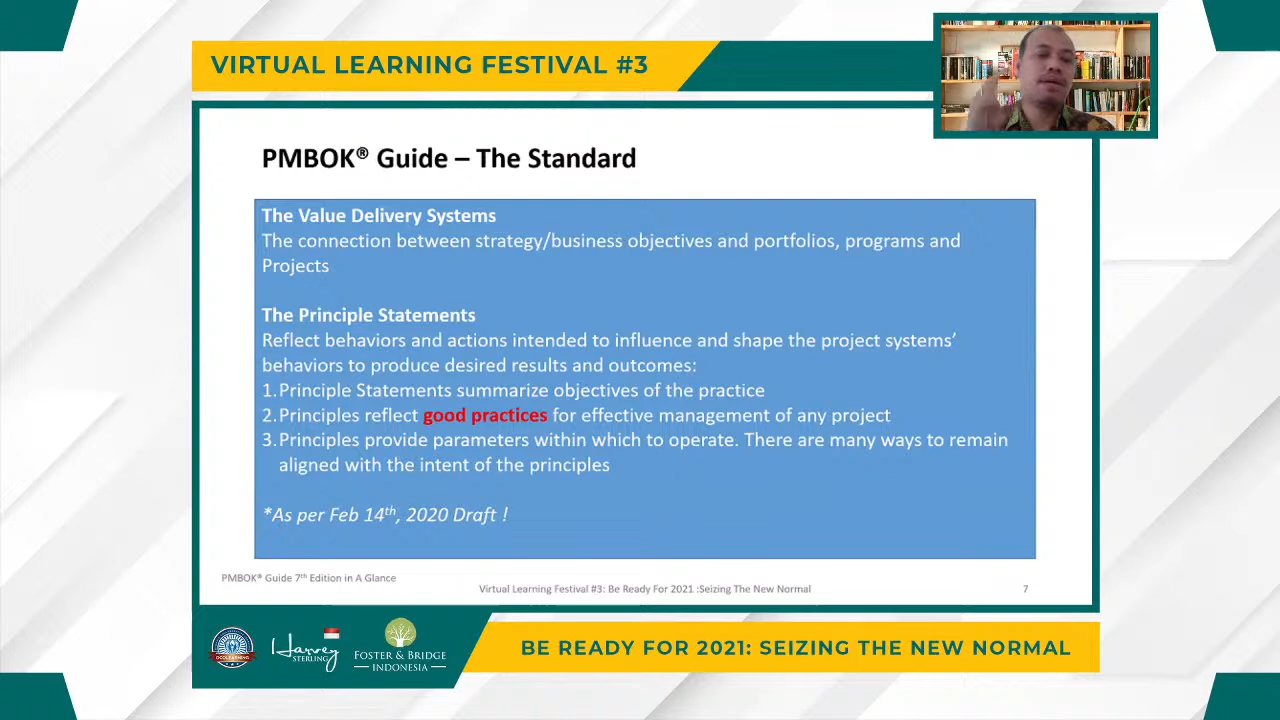 VIRTUAL LEARNING FESTIVAL #3
PMBOK® Guide – The Standard
The Value Delivery Systems
The connection between strategy/business objectives and portfolios, programs and
Projects
The Principle Statements
Reflect behaviors and actions intended to influence and shape the project systems’
behaviors to produce desired results and outcomes:
1.Principle Statements summarize objectives of the practice
2.Principles reflect good practices for effective management of any project
3.Principles provide parameters within which to operate. There are many ways to remain
aligned with the intent of the principles
*As per Feb 14th, 2020 Draft !
PMBOK® Guide 7th Edition in A Glance
Virtual Learning Festival #3: Be Ready For 2021 :Seizing The New Normal
7
Harvey
STERLING
FOSTER & BRIDGE
INDONESIA
BE READY FOR 2021: SEIZING THE NEW NORMAL